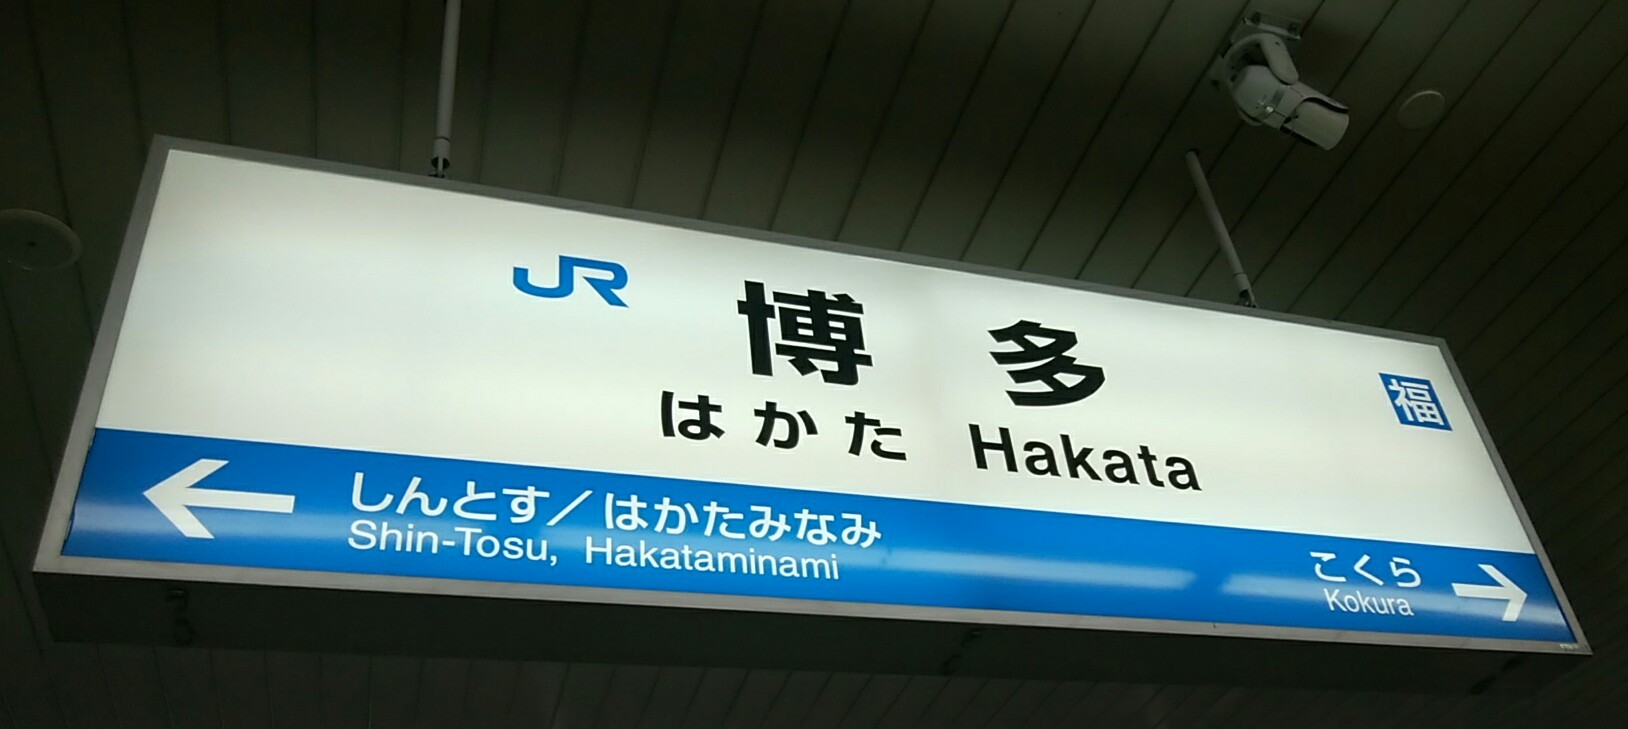 JR
博多
はかた Hakata
福
← しんとす／はかたみなみ
Shin-Tosu, Hakataminami
こくら →
Kokura